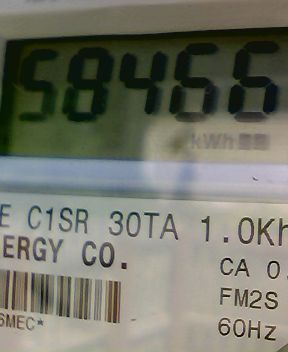 58466
kWh
E C1SR 30TA 1.0Kh
ERGY CO.
CA 0.
FM2S
60Hz
6MEC*